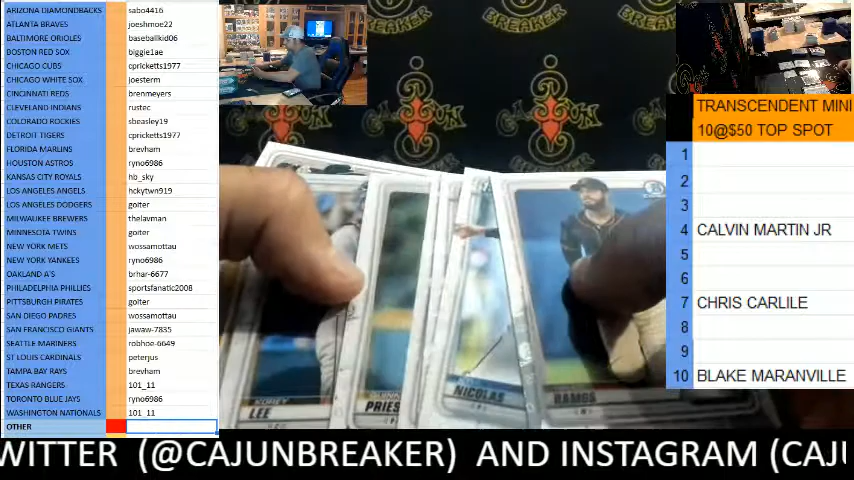 ARIZONA DIAMONDBACKS sabo4416
ATLANTA BRAVES joeshmoe22
BALTIMORE ORIOLES baseballkid06
BOSTON RED SOX biggie1ae
CHICAGO CUBS cpricketts1977
CHICAGO WHITE SOX joesterm
CINCINNATI REDS brenmeyers
CLEVELAND INDIANS rustec
COLORADO ROCKIES sbeasley19
DETROIT TIGERS cpricketts1977
FLORIDA MARLINS brevham
HOUSTON ASTROS ryno6986
KANSAS CITY ROYALS hb_sky
LOS ANGELES ANGELS hckytwn919
LOS ANGELES DODGERS goiter
MILWAUKEE BREWERS thelavman
MINNESOTA TWINS goiter
NEW YORK METS wossamottau
NEW YORK YANKEES ryno6986
OAKLAND A'S brhar-6677
PHILADELPHIA PHILLIES sportsfanatic2008
PITTSBURGH PIRATES goiter
SAN DIEGO PADRES wossamottau
SAN FRANCISCO GIANTS jawaw-7835
SEATTLE MARINERS robhoe-6649
ST LOUIS CARDINALS peterjus
TAMPA BAY RAYS brevham
TEXAS RANGERS 101_11
TORONTO BLUE JAYS ryno6986
WASHINGTON NATIONALS 101_11
OTHER
BREAKER
CAJUN
CAJUN
CAJUN
LEE
PRIES
NICOLAS
RAMOS
TRANSCENDENT MINI
10@$50 TOP SPOT
1
2
3
4 CALVIN MARTIN JR
5
6
7 CHRIS CARLILE
8
9
10 BLAKE MARANVILLE
WITTER (@CAJUNBREAKER) AND INSTAGRAM (CAJU